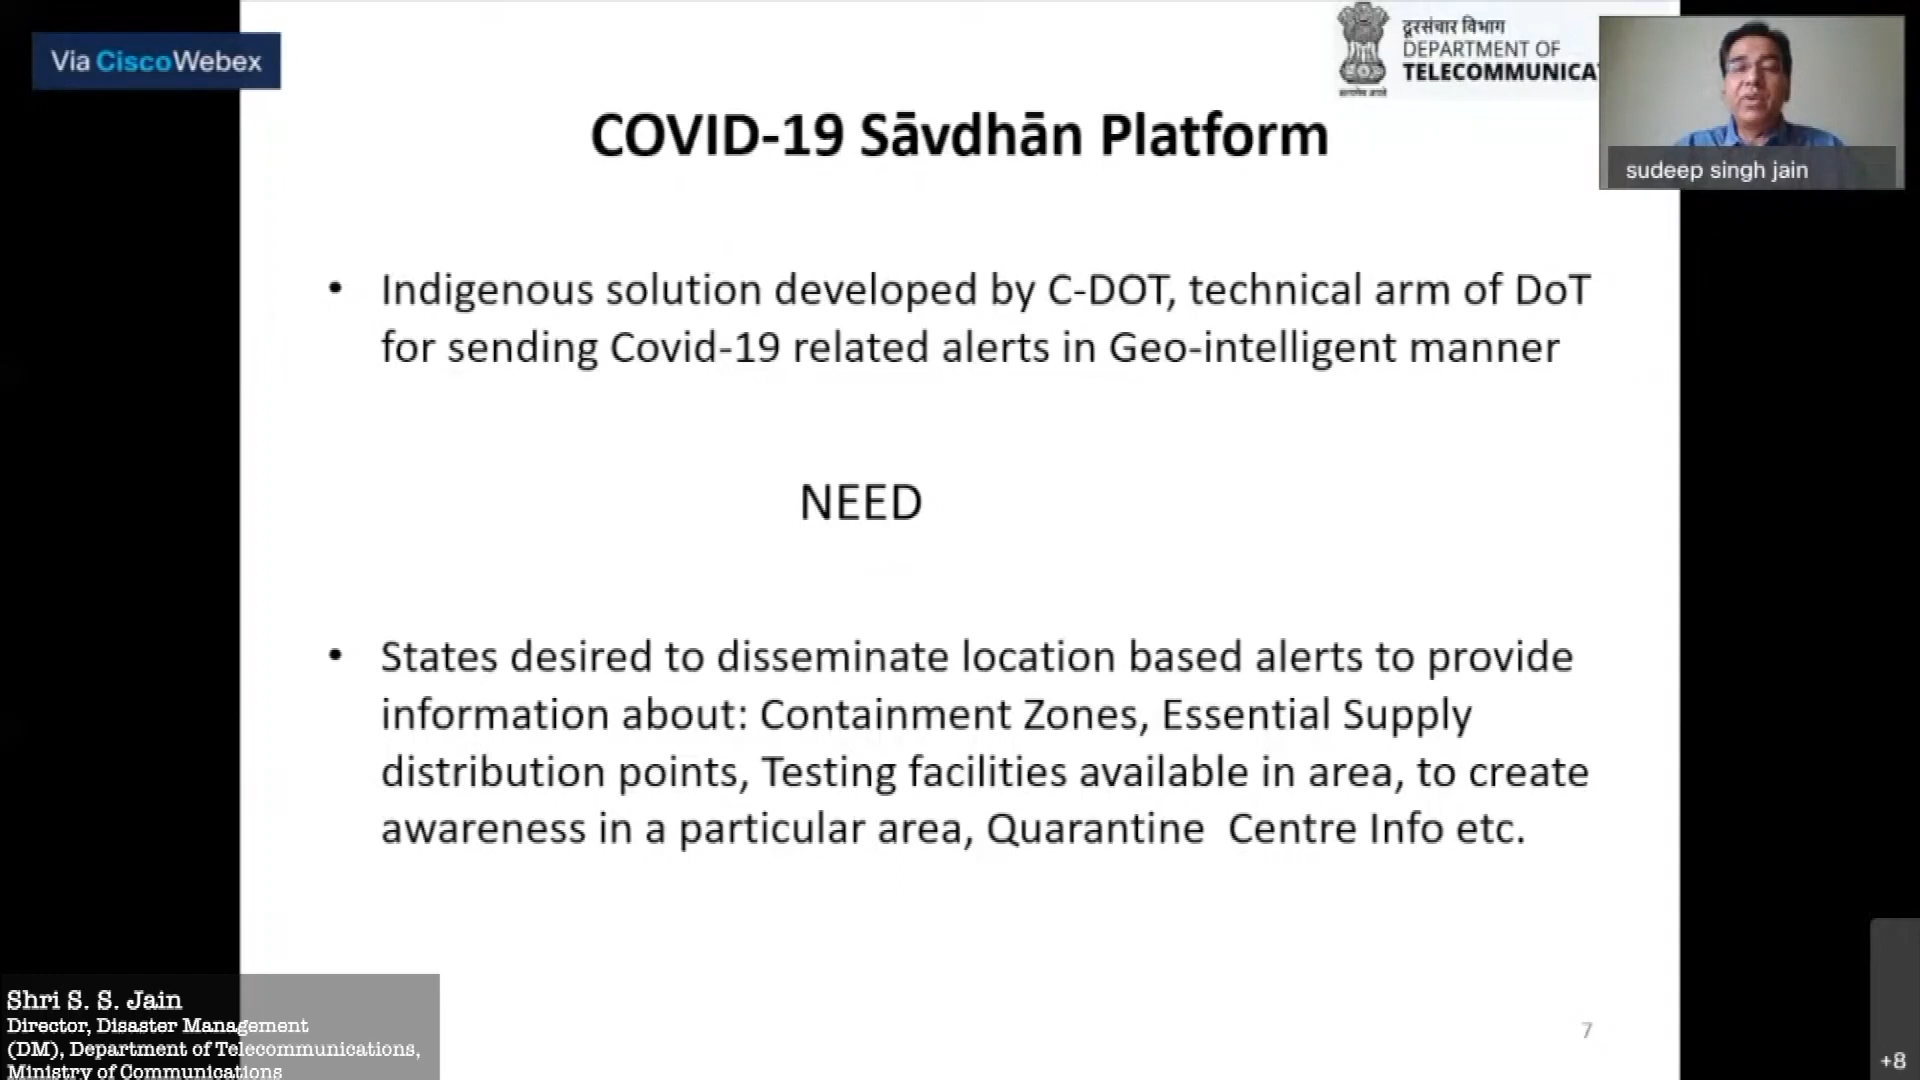 Via CiscoWebex
दूरसंचार विभाग
DEPARTMENT OF
TELECOMMUNICA
sudeep singh jain
COVID-19 Sāvdhān Platform
• Indigenous solution developed by C-DOT, technical arm of DoT
for sending Covid-19 related alerts in Geo-intelligent manner
NEED
• States desired to disseminate location based alerts to provide
information about: Containment Zones, Essential Supply
distribution points, Testing facilities available in area, to create
awareness in a particular area, Quarantine Centre Info etc.
Shri S. S. Jain
Director, Disaster Management
(DM), Department of Telecommunications,
Ministry of Communications
7
+8